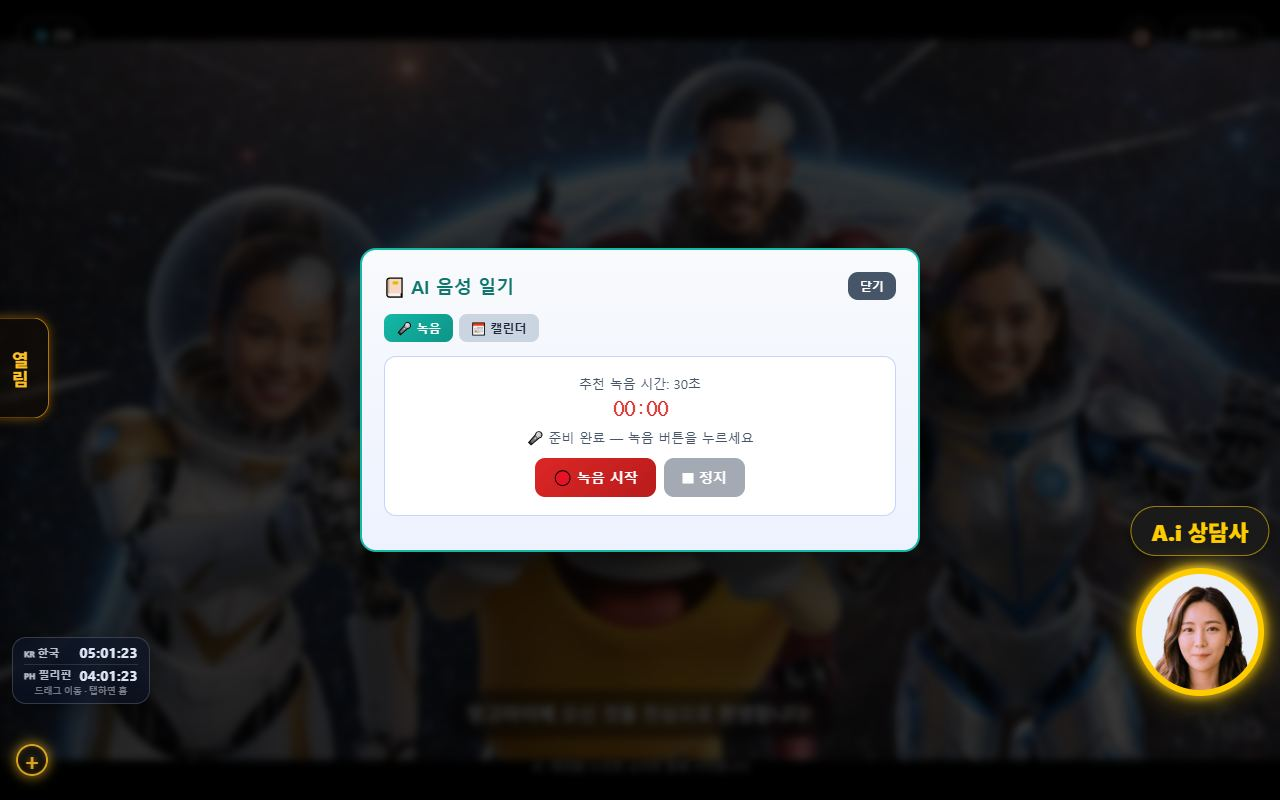 AI 음성 일기
닫기
녹음
캘린더
추천 녹음 시간: 30초
00:00
준비 완료 — 녹음 버튼을 누르세요
녹음 시작
정지
열림
A.i 상담사
KR 한국 05:01:23
PH 필리핀 04:01:23
드래그 이동 · 탭하면 홈
+